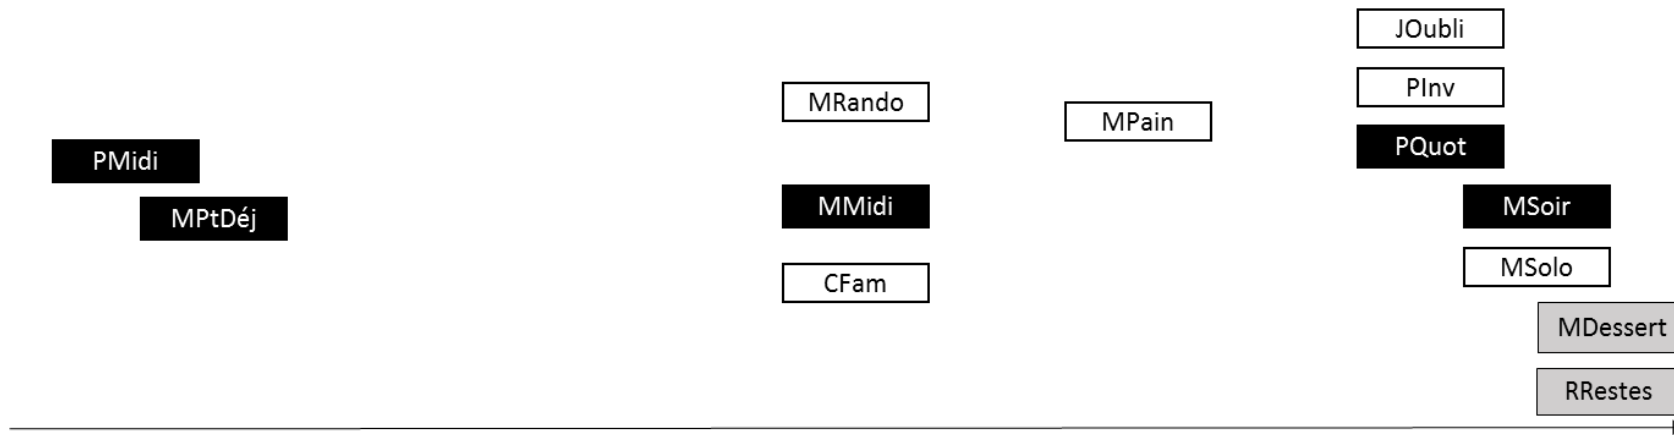 JOubli
PInv
MRando
MPain
PQuot
PMidi
MPtDéj
MMidi
MSoir
MSolo
CFam
MDessert
RRestes